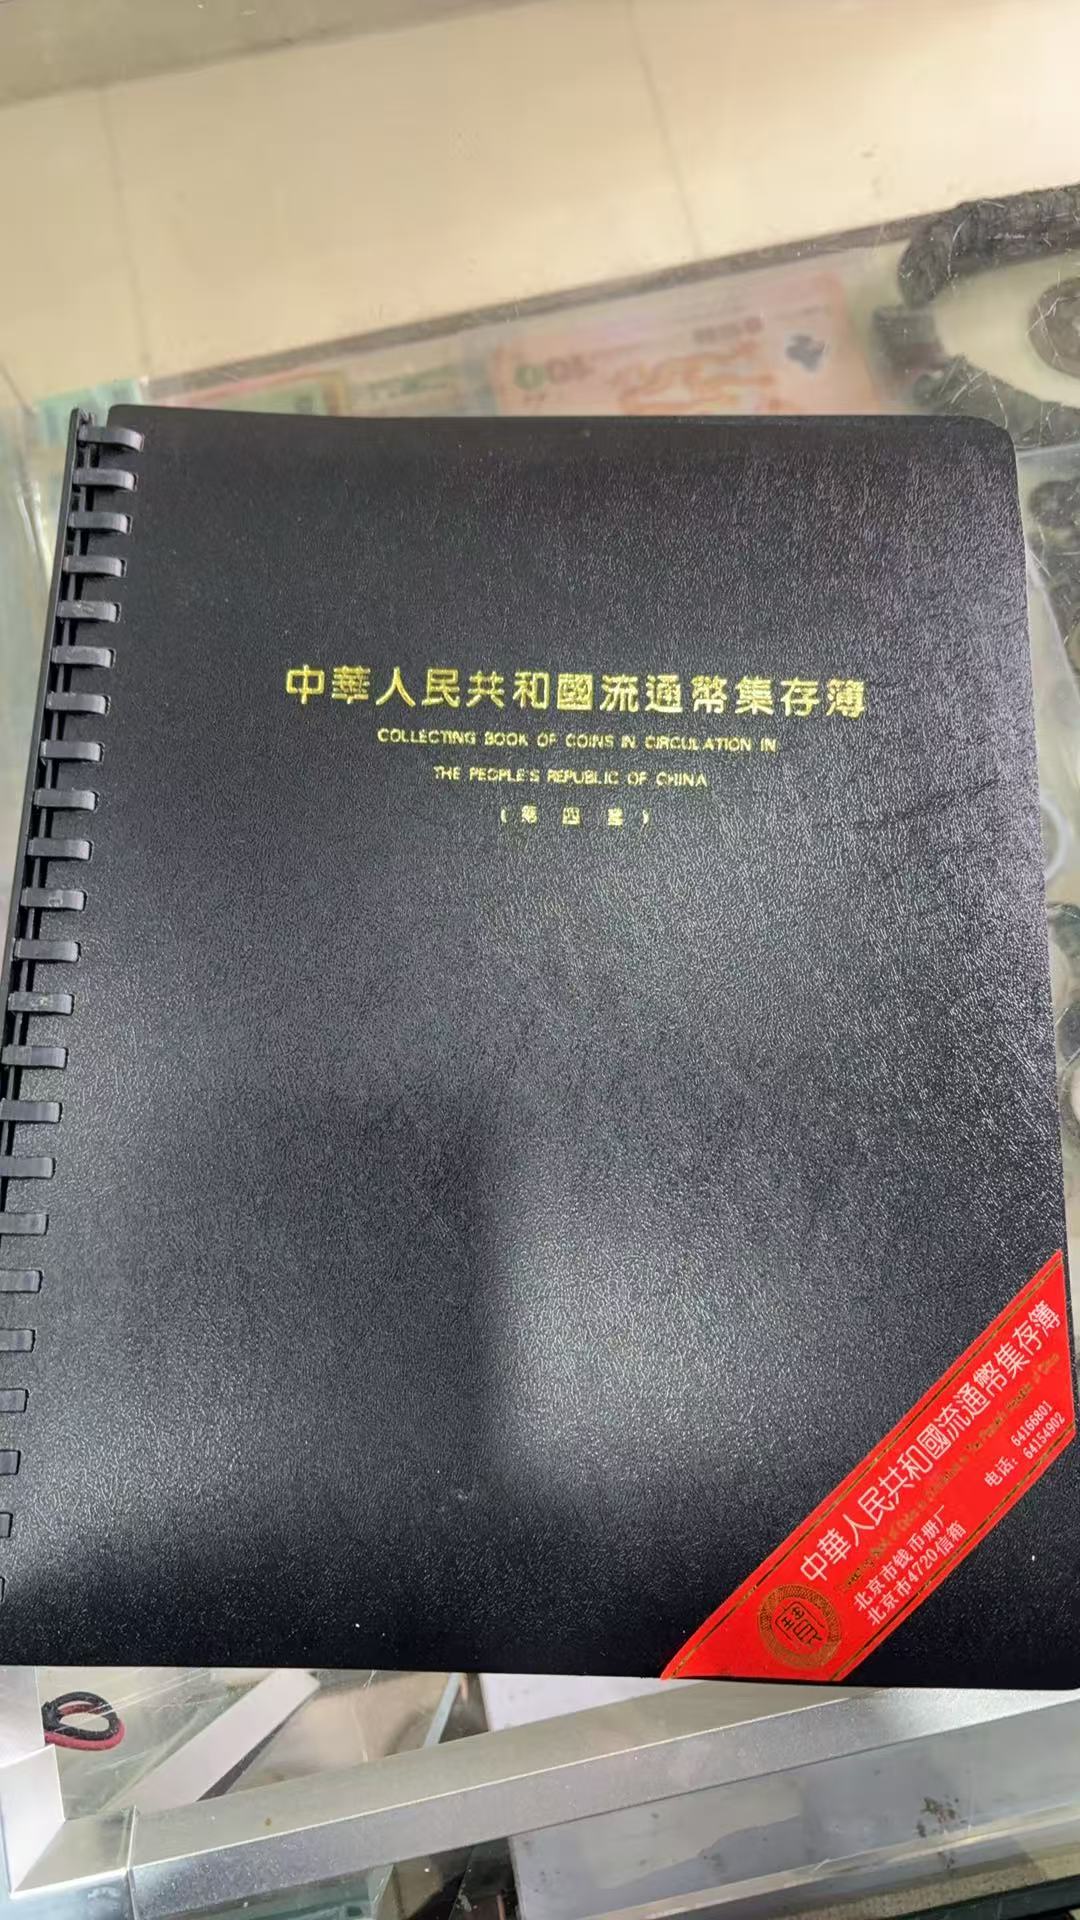 中華人民共和國流通幣集存簿
COLLECTING BOOK OF COINS IN CIRCULATION IN
THE PEOPLE'S REPUBLIC OF CHINA
(第四套)
中華人民共和國流通幣集存簿
北京市钱币册厂
北京市4720信箱
电话: 64166801
64154902